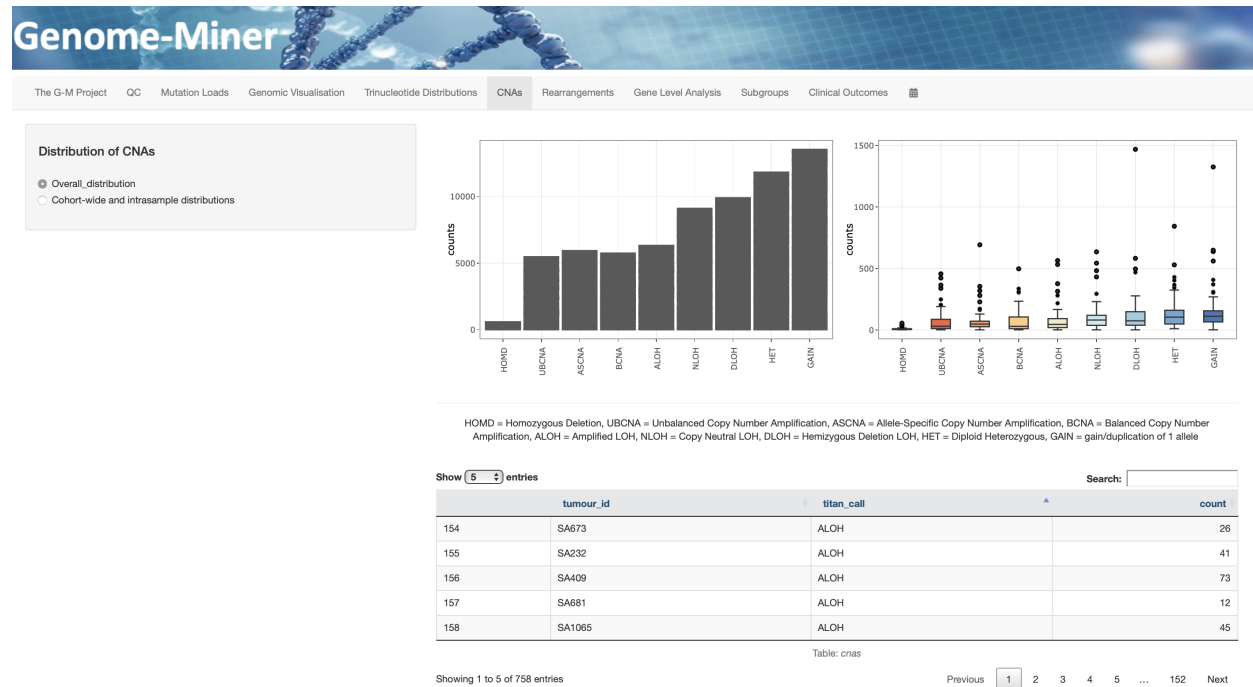 Genome-Miner
The G-M Project QC Mutation Loads Genomic Visualisation Trinucleotide Distributions CNAs Rearrangements Gene Level Analysis Subgroups Clinical Outcomes
Distribution of CNAs
Overall_distribution
Cohort-wide and intrasample distributions
counts
10000
5000
0
HOMD UBCNA ASCNA BCNA ALOH NLOH DLOH HET GAIN
counts
1500
1000
500
0
HOMD UBCNA ASCNA BCNA ALOH NLOH DLOH HET GAIN
HOMD = Homozygous Deletion, UBCNA = Unbalanced Copy Number Amplification, ASCNA = Allele-Specific Copy Number Amplification, BCNA = Balanced Copy Number
Amplification, ALOH = Amplified LOH, NLOH = Copy Neutral LOH, DLOH = Hemizygous Deletion LOH, HET = Diploid Heterozygous, GAIN = gain/duplication of 1 allele
Show 5 entries Search:
tumour_id titan_call count
154 SA673 ALOH 26
155 SA232 ALOH 41
156 SA409 ALOH 73
157 SA681 ALOH 12
158 SA1065 ALOH 45
Table: cnas
Showing 1 to 5 of 758 entries Previous 1 2 3 4 5 … 152 Next